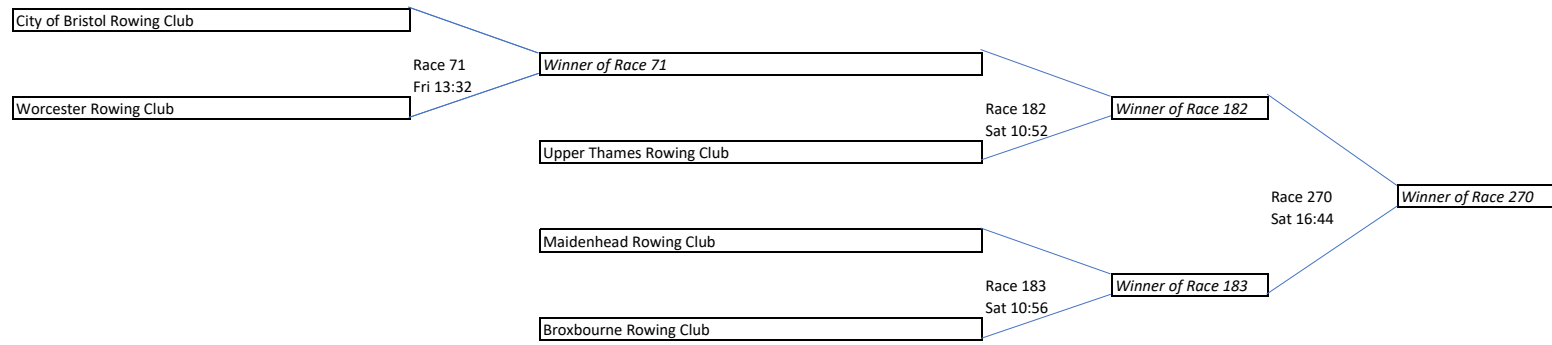 City of Bristol Rowing Club
Race 71
Fri 13:32
Worcester Rowing Club
Winner of Race 71
Upper Thames Rowing Club
Race 182
Sat 10:52
Winner of Race 182
Maidenhead Rowing Club
Race 183
Sat 10:56
Broxbourne Rowing Club
Winner of Race 183
Race 270
Sat 16:44
Winner of Race 270